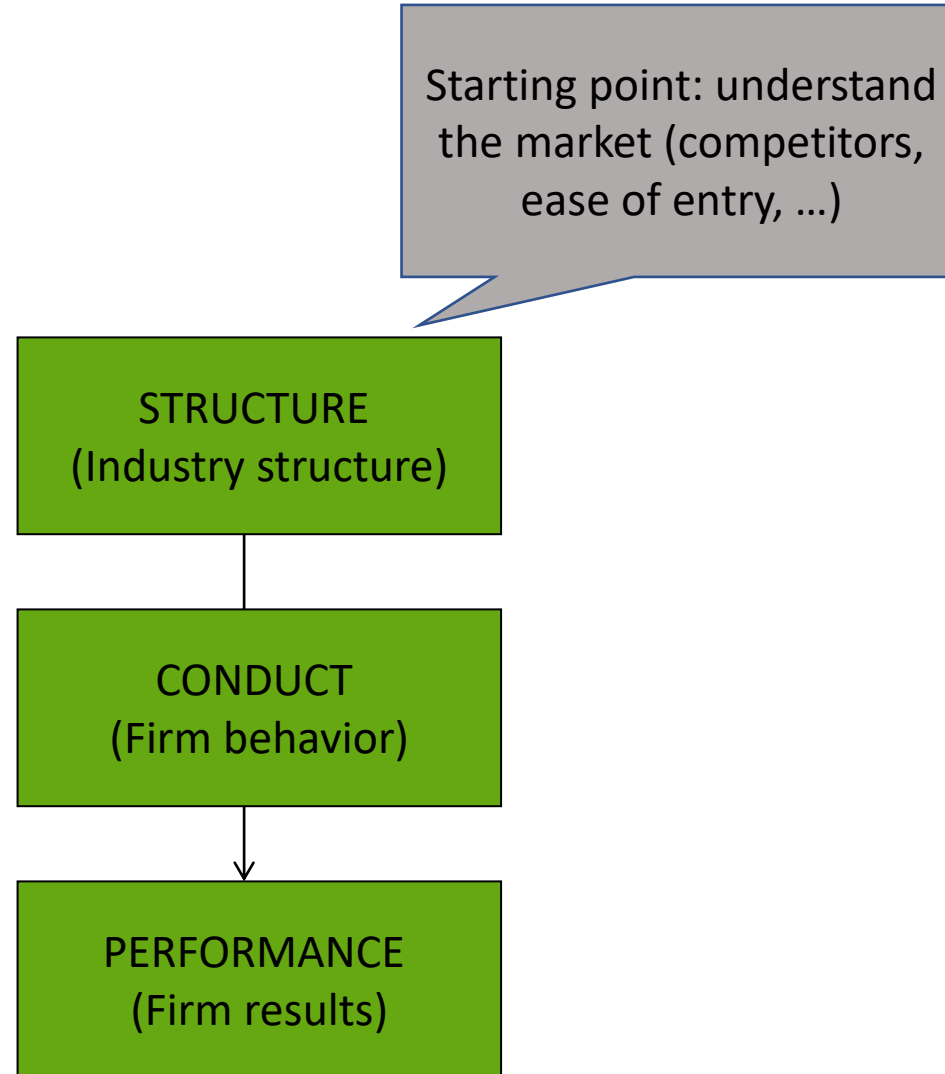 Starting point: understand
the market (competitors,
ease of entry, …)
STRUCTURE
(Industry structure)
CONDUCT
(Firm behavior)
PERFORMANCE
(Firm results)